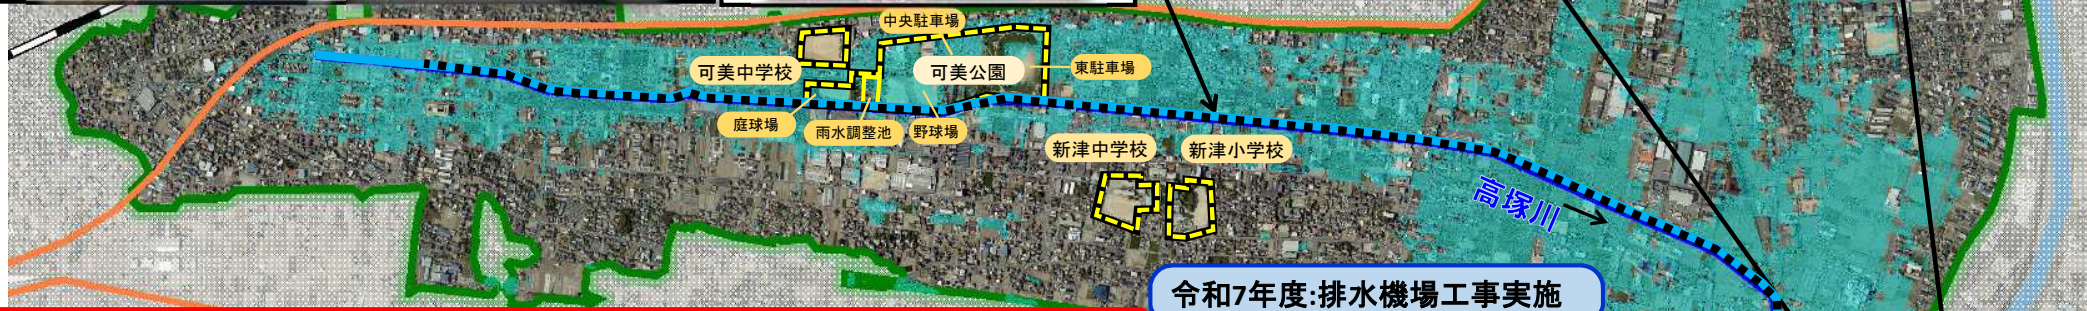 中央駐車場
可美中学校
可美公園
東駐車場
庭球場
雨水調整池
野球場
新津中学校
新津小学校
高塚川
令和7年度:排水機場工事実施